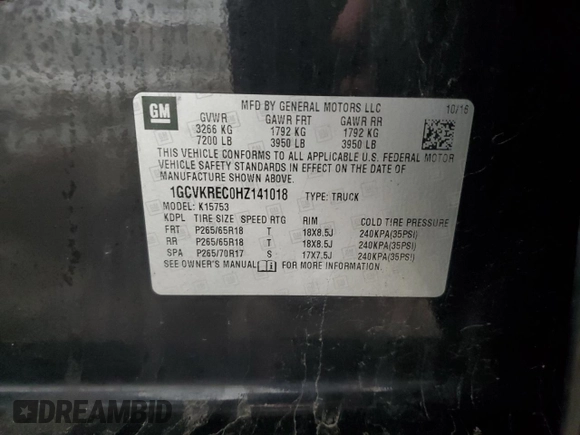 GM
MFD BY GENERAL MOTORS LLC
10/16
GVWR GAWR FRT GAWR RR
3266 KG 1792 KG 1792 KG
7200 LB 3950 LB 3950 LB
THIS VEHICLE CONFORMS TO ALL APPLICABLE U.S. FEDERAL MOTOR
VEHICLE SAFETY STANDARDS IN EFFECT ON THE DATE OF
MANUFACTURE SHOWN ABOVE.
1GCVKREC0HZ141018 TYPE: TRUCK
MODEL: K15753
KDPL TIRE SIZE SPEED RTG RIM COLD TIRE PRESSURE
FRT P265/65R18 T 18X8.5J 240KPA(35PSI)
RR P265/65R18 T 18X8.5J 240KPA(35PSI)
SPA P265/70R17 S 17X7.5J 240KPA(35PSI)
SEE OWNER'S MANUAL FOR MORE INFORMATION.
DREAMBID